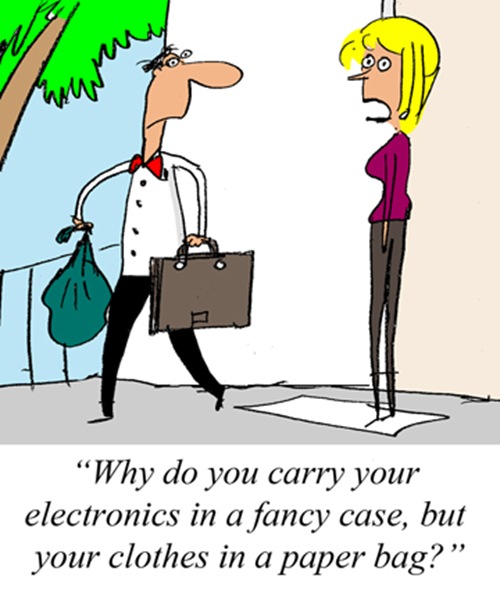 “Why do you carry your
electronics in a fancy case, but
your clothes in a paper bag?”